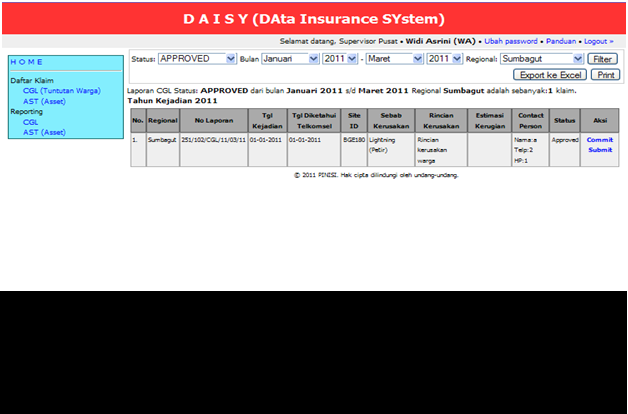 D A I S Y (DAta Insurance SYstem)
Selamat datang, Supervisor Pusat • Widi Asrini (WA) • Ubah password • Panduan • Logout »
H O M E
Daftar Klaim
CGL (Tuntutan Warga)
AST (Asset)
Reporting
CGL
AST (Asset)
Status: APPROVED Bulan Januari 2011 - Maret 2011 Regional: Sumbagut Filter
Export ke Excel Print
Laporan CGL Status: APPROVED dari bulan Januari 2011 s/d Maret 2011 Regional Sumbagut adalah sebanyak:1 klaim.
Tahun Kejadian 2011
No. Regional No Laporan Tgl Kejadian Tgl Diketahui Telkomsel Site ID Sebab Kerusakan Rincian Kerusakan Estimasi Kerugian Contact Person Status Aksi
1. Sumbagut 251/102/CGL/11/03/11 01-01-2011 01-01-2011 BGE180 Lightning (Petir) Rincian kerusakan warga Nama:a Telp:2 HP:1 Approved Commit Submit
© 2011 PINISI. Hak cipta dilindungi oleh undang-undang.